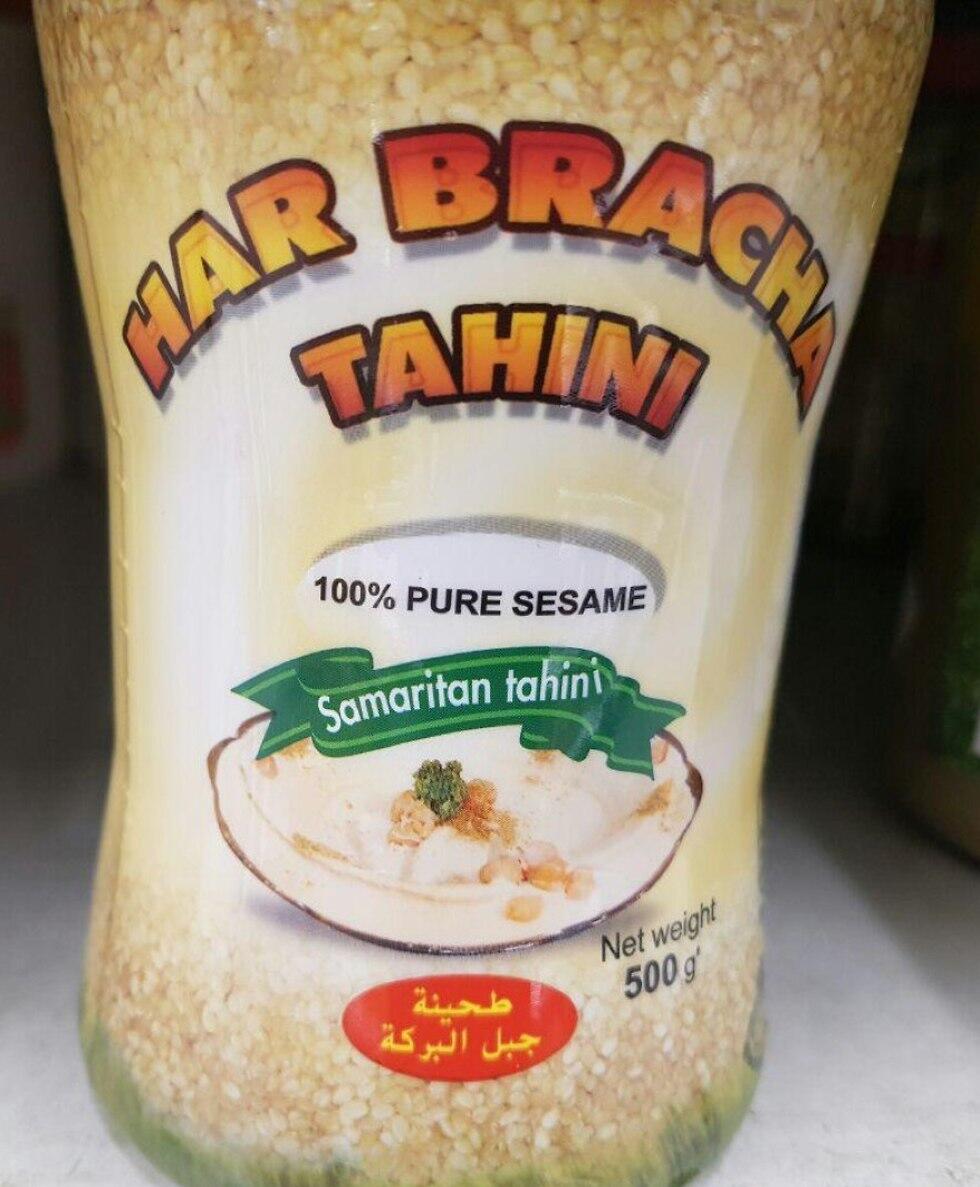 HAR BRACHA
TAHINI
100% PURE SESAME
Samaritan tahini
Net weight
500 g
طحينة
جبل البركة